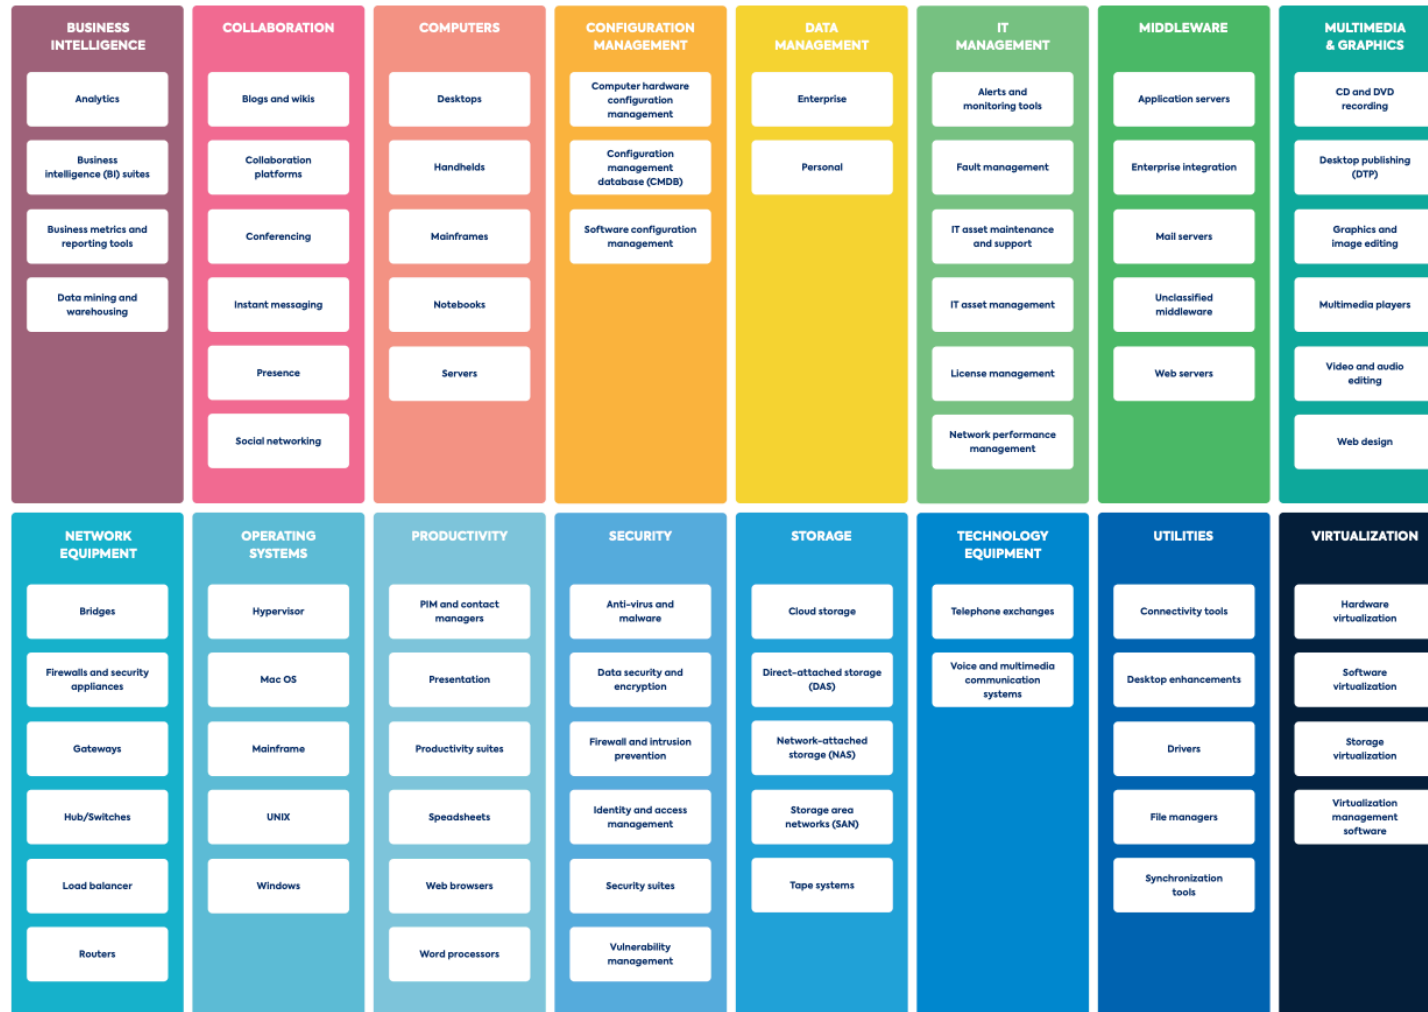 BUSINESS
INTELLIGENCE
Analytics
Business
intelligence (BI) suites
Business metrics and
reporting tools
Data mining and
warehousing
COLLABORATION
Blogs and wikis
Collaboration
platforms
Conferencing
Instant messaging
Presence
Social networking
COMPUTERS
Desktops
Handhelds
Mainframes
Notebooks
Servers
CONFIGURATION
MANAGEMENT
Computer hardware
configuration
management
Configuration
management
database (CMDB)
Software configuration
management
DATA
MANAGEMENT
Enterprise
Personal
IT
MANAGEMENT
Alerts and
monitoring tools
Fault management
IT asset maintenance
and support
IT asset management
License management
Network performance
management
MIDDLEWARE
Application servers
Enterprise integration
Mail servers
Unclassified
middleware
Web servers
MULTIMEDIA
& GRAPHICS
CD and DVD
recording
Desktop publishing
(DTP)
Graphics and
image editing
Multimedia players
Video and audio
editing
Web design
NETWORK
EQUIPMENT
Bridges
Firewalls and security
appliances
Gateways
Hub/Switches
Load balancer
Routers
OPERATING
SYSTEMS
Hypervisor
Mac OS
Mainframe
UNIX
Windows
PRODUCTIVITY
PIM and contact
managers
Presentation
Productivity suites
Speadsheets
Web browsers
Word processors
SECURITY
Anti-virus and
malware
Data security and
encryption
Firewall and intrusion
prevention
Identity and access
management
Security suites
Vulnerability
management
STORAGE
Cloud storage
Direct-attached storage
(DAS)
Network-attached
storage (NAS)
Storage area
networks (SAN)
Tape systems
TECHNOLOGY
EQUIPMENT
Telephone exchanges
Voice and multimedia
communication
systems
UTILITIES
Connectivity tools
Desktop enhancements
Drivers
File managers
Synchronization
tools
VIRTUALIZATION
Hardware
virtualization
Software
virtualization
Storage
virtualization
Virtualization
management
software